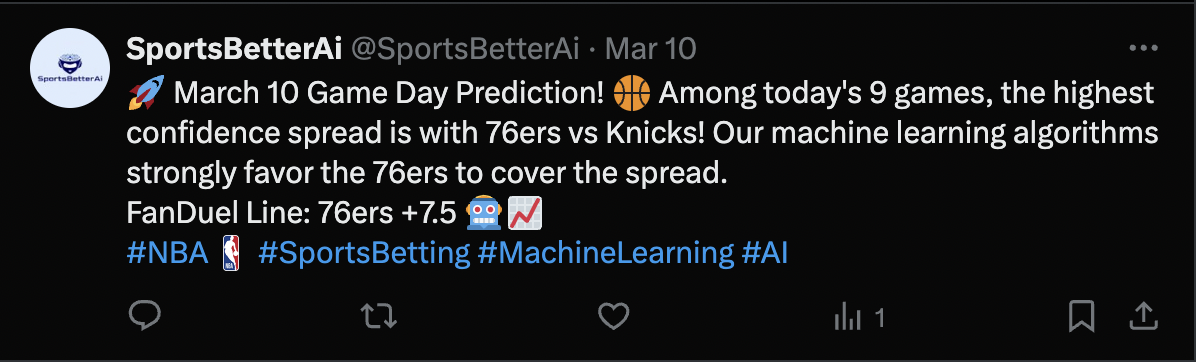 SportsBetterAi
SportsBetterAi @SportsBetterAi · Mar 10
🚀 March 10 Game Day Prediction! 🏀 Among today's 9 games, the highest
confidence spread is with 76ers vs Knicks! Our machine learning algorithms
strongly favor the 76ers to cover the spread.
FanDuel Line: 76ers +7.5 🤖📈
#NBA #SportsBetting #MachineLearning #AI
1